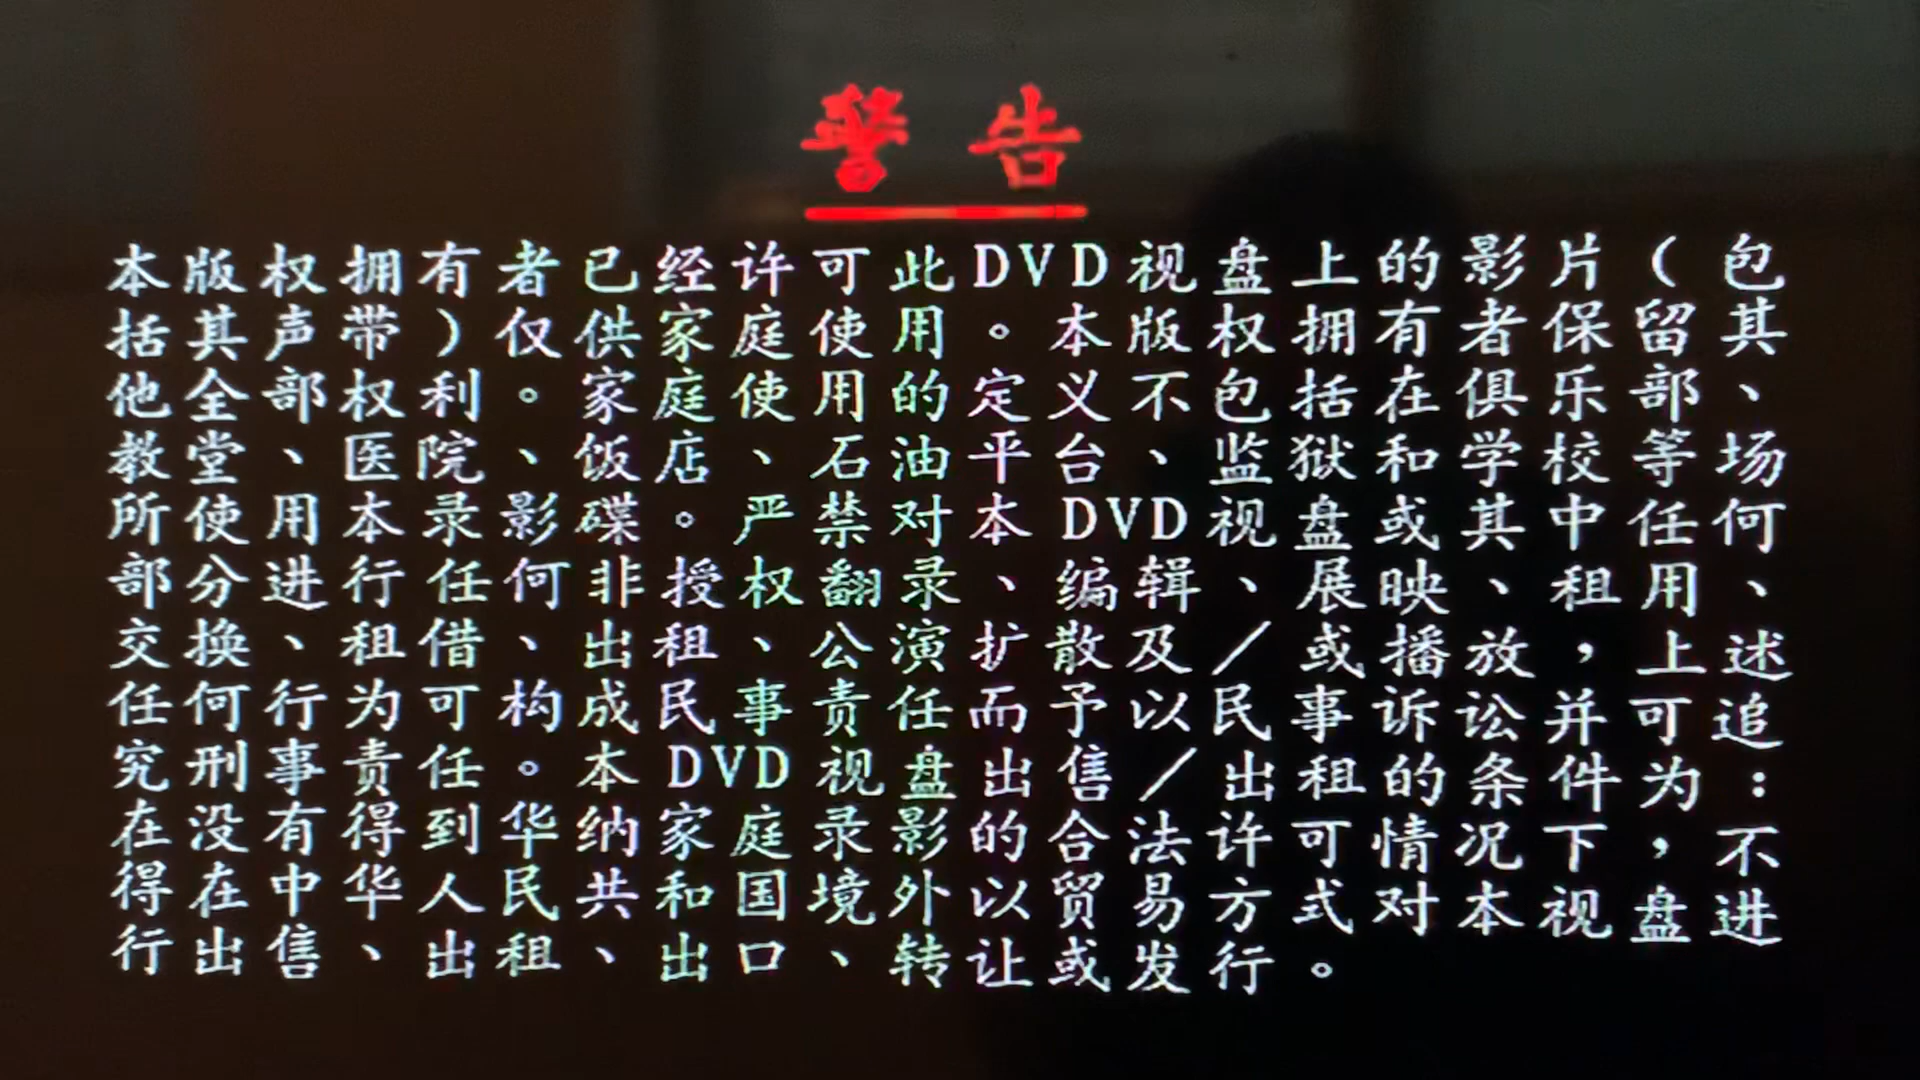 警告
本版权拥有者已经许可此DVD视盘上的影片（包
括其声带）仅供家庭使用。本版权拥有者保留其
他全部权利。家庭使用的定义不包括在俱乐部、
教堂、医院、饭店、石油平台、监狱和学校等场
所使用本录影碟。严禁对本DVD视盘或其中任何
部分进行任何非授权翻录、编辑、展映、租用、
交换、租借、出租、公演扩散及／或播放，上述
任何行为可构成民事责任而予以民事诉讼并可追
究刑事责任。本DVD视盘出售／出租的条件为：
在没有得到华纳家庭录影的合法许可情况下，不
得在中华人民共和国境外以贸易方式对本视盘进
行出售、出租、出口、转让或发行。